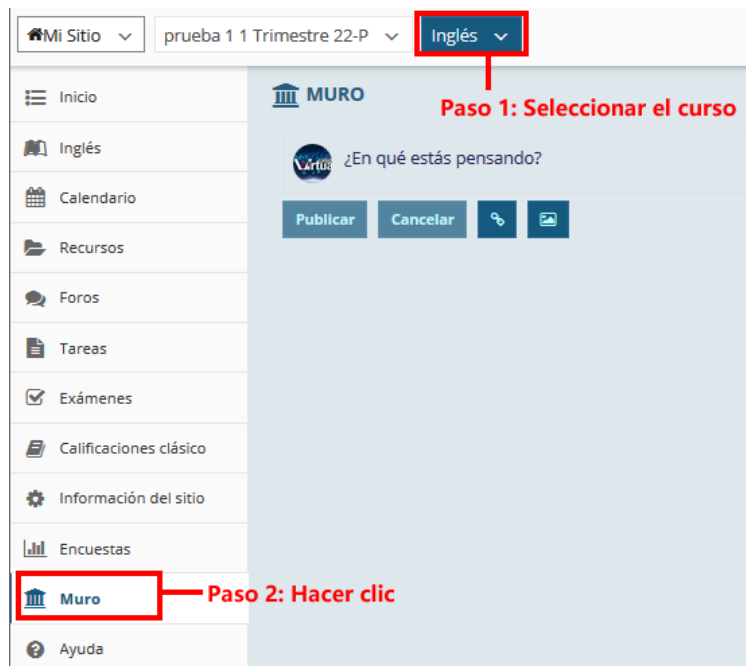 Mi Sitio
prueba 1 1 Trimestre 22-P
Inglés
Paso 1: Seleccionar el curso
Inicio
Inglés
Calendario
Recursos
Foros
Tareas
Exámenes
Calificaciones clásico
Información del sitio
Encuestas
Muro
Ayuda
Paso 2: Hacer clic
MURO
Virtual
¿En qué estás pensando?
Publicar
Cancelar